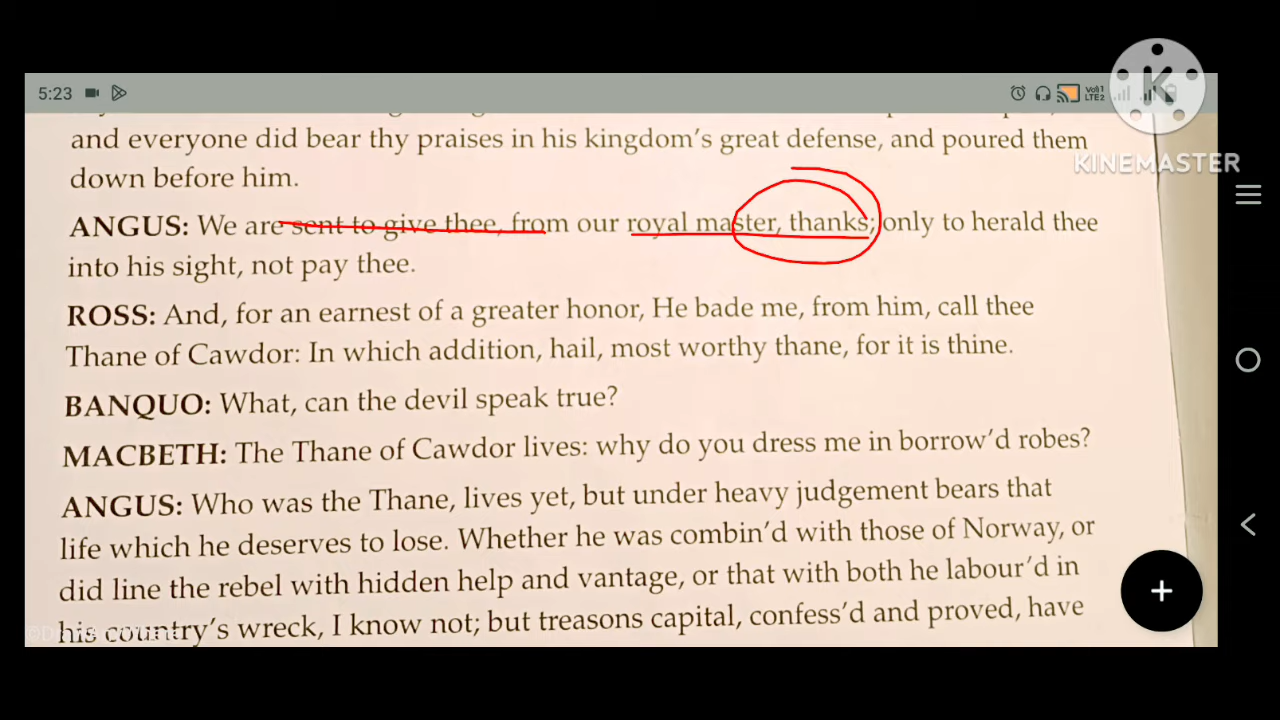 5:23
Vo))1
LTE2
KINEMASTER
and everyone did bear thy praises in his kingdom's great defense, and poured them
down before him.
ANGUS: We are sent to give thee, from our royal master, thanks; only to herald thee
into his sight, not pay thee.
ROSS: And, for an earnest of a greater honor, He bade me, from him, call thee
Thane of Cawdor: In which addition, hail, most worthy thane, for it is thine.
BANQUO: What, can the devil speak true?
MACBETH: The Thane of Cawdor lives: why do you dress me in borrow'd robes?
ANGUS: Who was the Thane, lives yet, but under heavy judgement bears that
life which he deserves to lose. Whether he was combin'd with those of Norway, or
did line the rebel with hidden help and vantage, or that with both he labour'd in
his country's wreck, I know not; but treasons capital, confess'd and proved, have